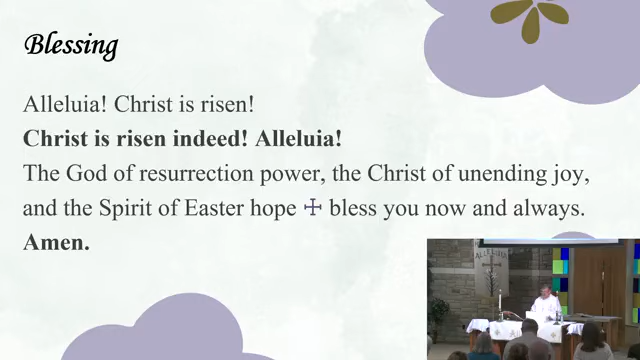 Blessing
Alleluia! Christ is risen!
Christ is risen indeed! Alleluia!
The God of resurrection power, the Christ of unending joy,
and the Spirit of Easter hope ☩ bless you now and always.
Amen.
ALLELUIA